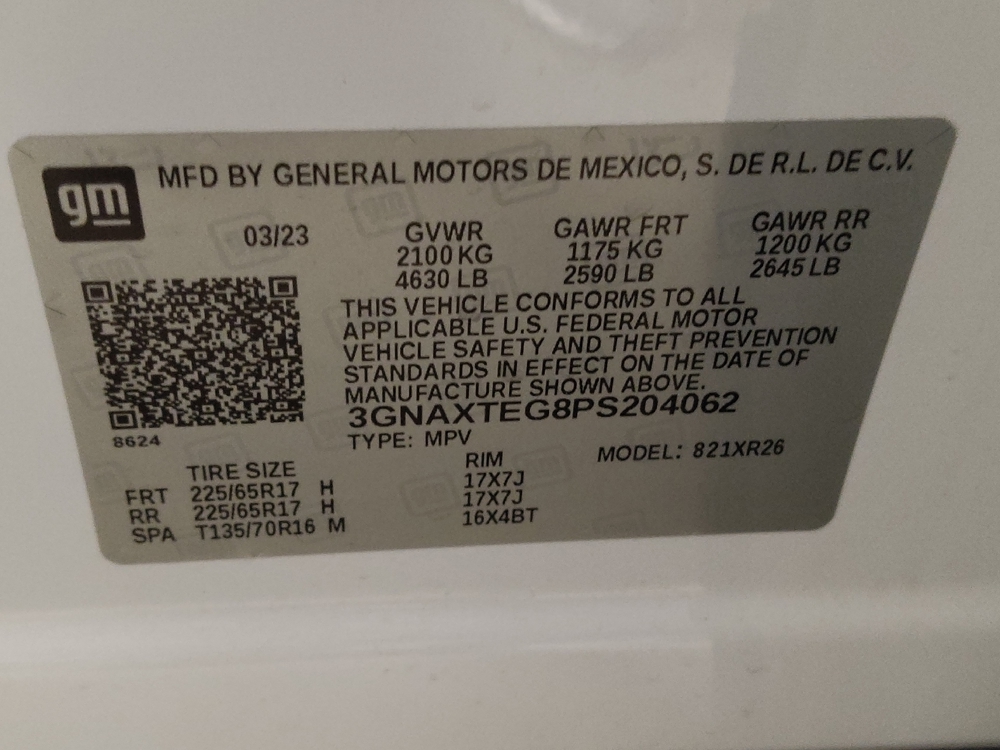 gm MFD BY GENERAL MOTORS DE MEXICO, S. DE R.L. DE C.V.
03/23 GVWR GAWR FRT GAWR RR
2100 KG 1175 KG 1200 KG
4630 LB 2590 LB 2645 LB
THIS VEHICLE CONFORMS TO ALL
APPLICABLE U.S. FEDERAL MOTOR
VEHICLE SAFETY AND THEFT PREVENTION
STANDARDS IN EFFECT ON THE DATE OF
MANUFACTURE SHOWN ABOVE.
3GNAXTEG8PS204062
8624 TYPE: MPV MODEL: 821XR26
TIRE SIZE RIM
FRT 225/65R17 H 17X7J
RR 225/65R17 H 17X7J
SPA T135/70R16 M 16X4BT